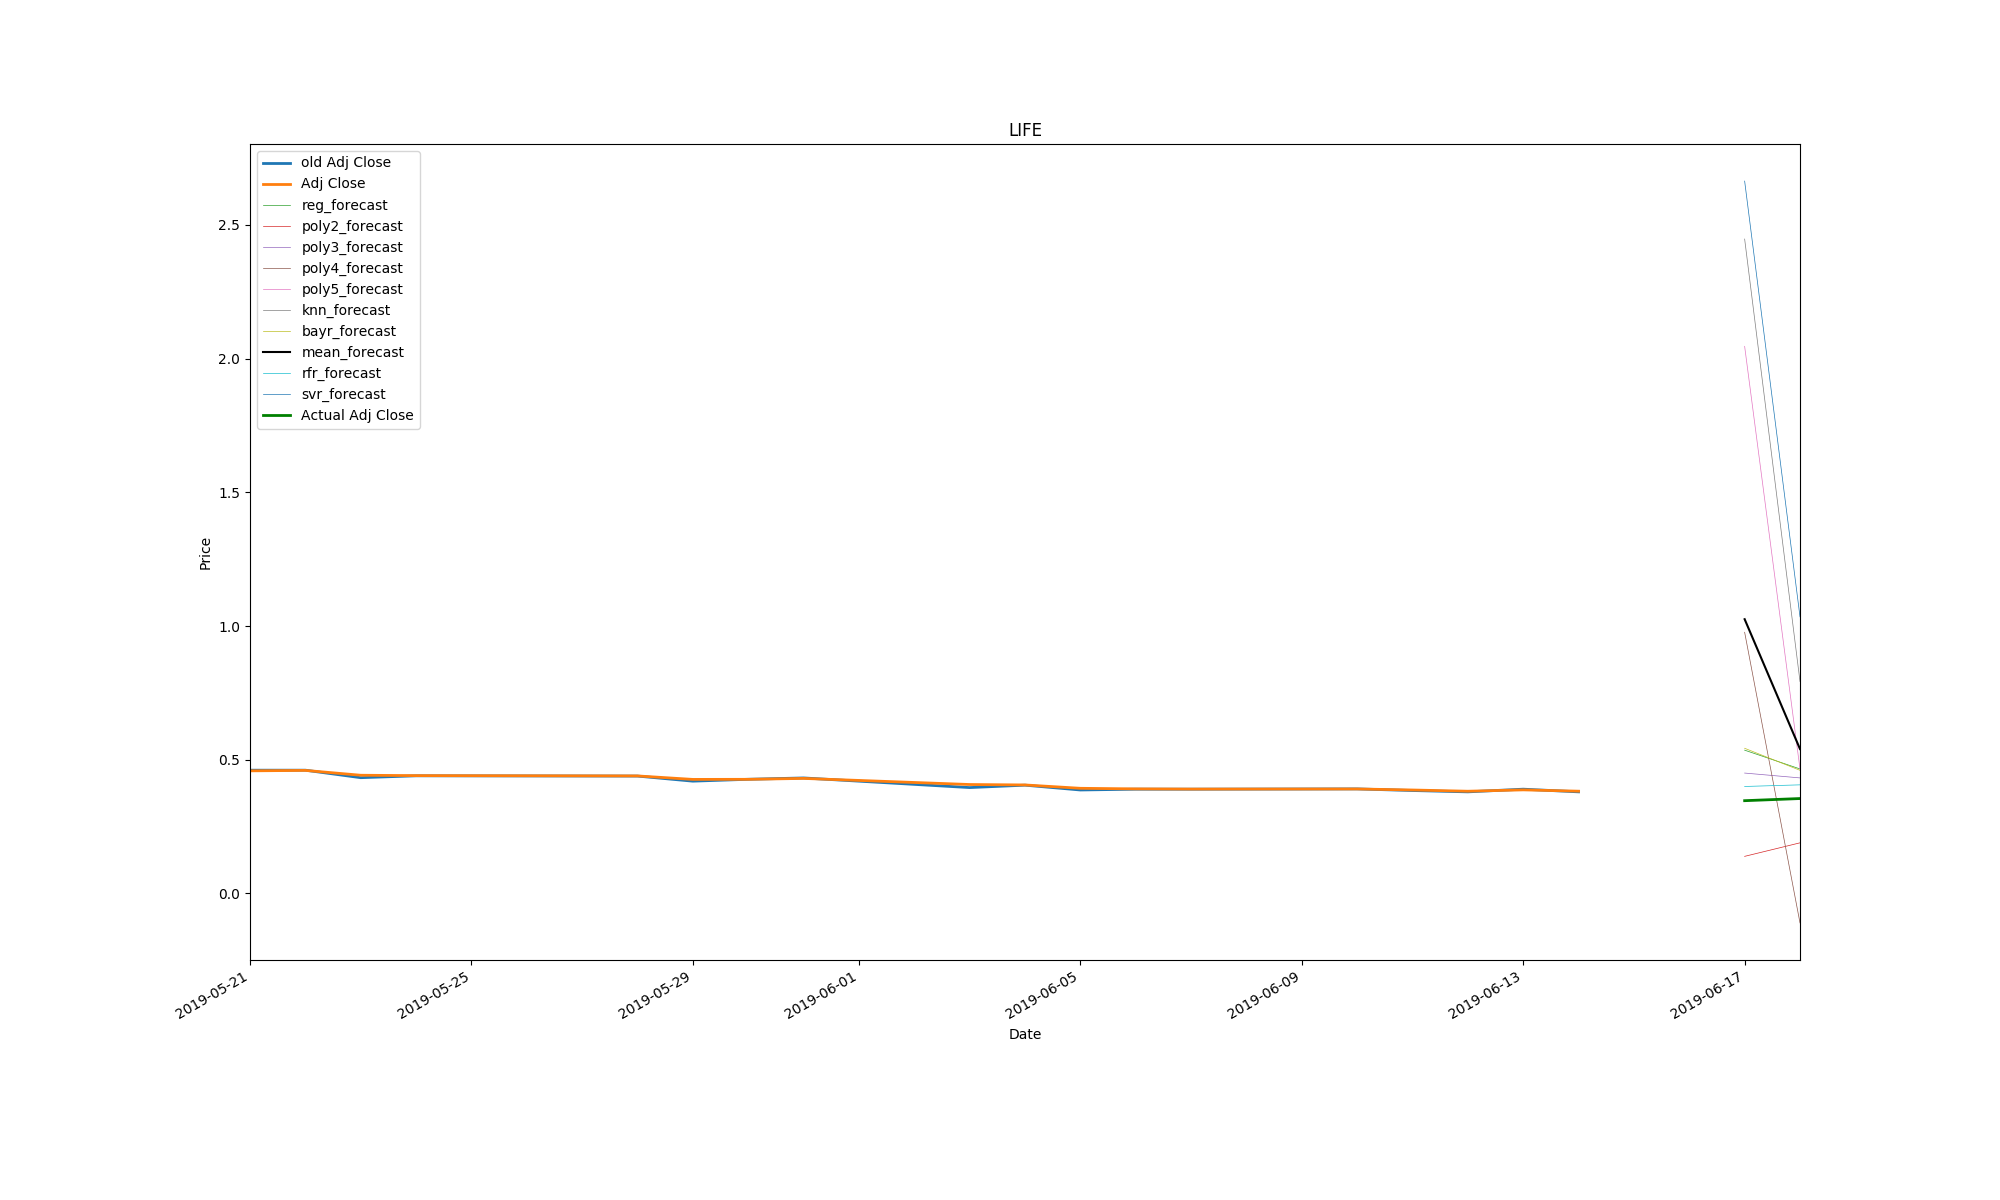 LIFE
old Adj Close
Adj Close
reg_forecast
poly2_forecast
poly3_forecast
poly4_forecast
poly5_forecast
knn_forecast
bayr_forecast
mean_forecast
rfr_forecast
svr_forecast
Actual Adj Close
2.5
2.0
1.5
1.0
0.5
0.0
Price
2019-05-21
2019-05-25
2019-05-29
2019-06-01
2019-06-05
2019-06-09
2019-06-13
2019-06-17
Date